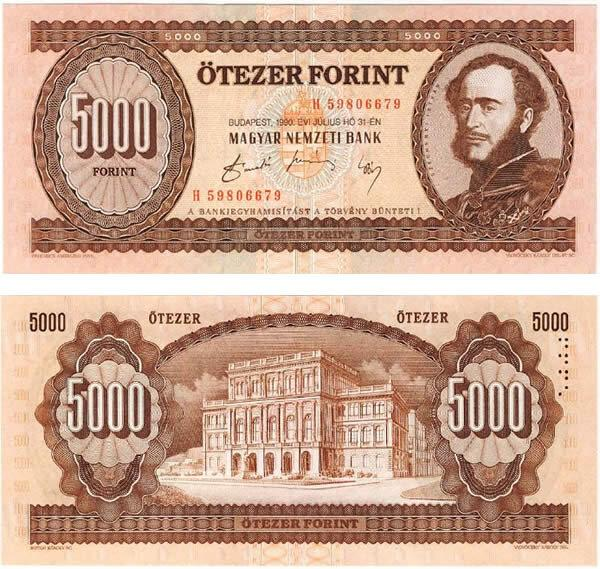 5000 5000
ÖTEZER FORINT
5000
FORINT
H 59806679
BUDAPEST, 1990. ÉVI JÚLIUS HÓ 31-ÉN
MAGYAR NEMZETI BANK
H 59806679
A BANKJEGYHAMISÍTÁST A TÖRVÉNY BÜNTETI!
ÖTEZER FORINT
5000 ÖTEZER ÖTEZER 5000
5000 5000
ÖTEZER FORINT